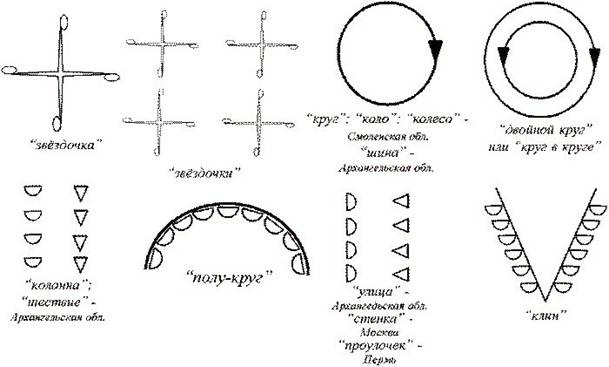 "звёздочка"
"звёздочки"
"круг"; "коло"; "колесо" -
Смоленская обл.
"шина" -
Архангельская обл.
"двойной круг"
или "круг в круге"
"колонна";
"шествие" -
Архангельская обл.
"полу-круг"
"улица" -
Архангельская обл.
"стенка" -
Москва
"проулочек" -
Пермь
"клин"